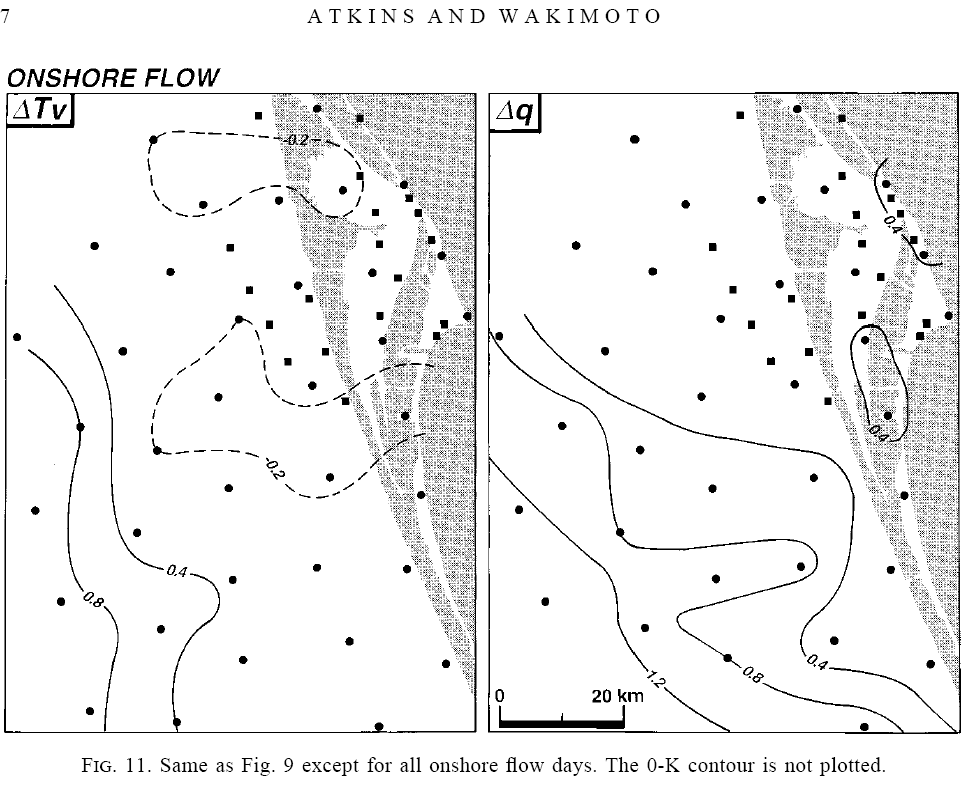 7
ATKINS AND WAKIMOTO
ONSHORE FLOW
ΔTv
-0.2
-0.2
0.4
0.8
Δq
0.4
0.4
0.4
0.8
1.2
0 20 km
FIG. 11. Same as Fig. 9 except for all onshore flow days. The 0-K contour is not plotted.